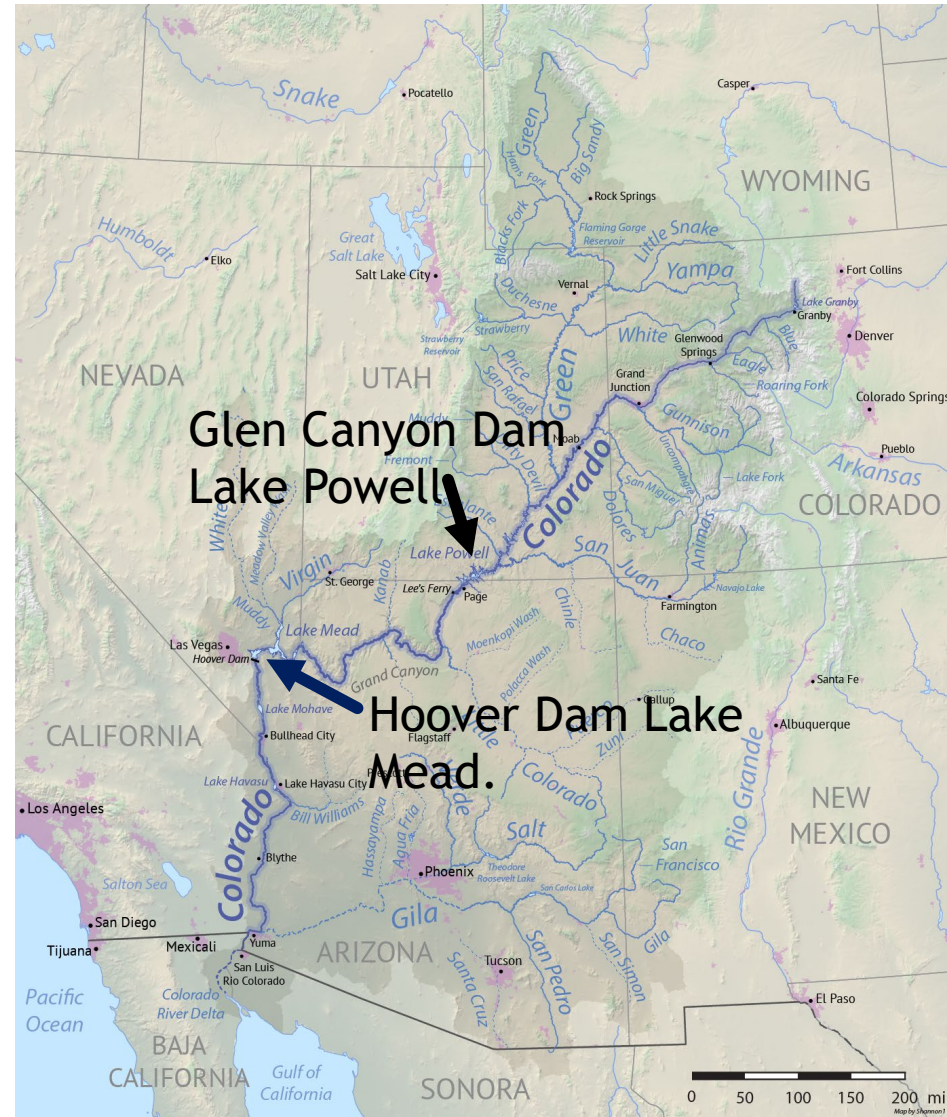 Casper
Snake
Pocatello
Green
Big Sandy
Hams Fork
WYOMING
Rock Springs
Blacks Fork
Flaming Gorge
Reservoir
Little Snake
Humboldt
Elko
Great
Salt Lake
Salt Lake City
Yampa
Fort Collins
Vernal
Duchesne
Lake Granby
Granby
Strawberry
Strawberry
Reservoir
White
Glenwood
Springs
Blue
Denver
NEVADA
UTAH
Price
San Rafael
Green
Grand
Junction
Eagle
Roaring Fork
Colorado Springs
Gunnison
Muddy
Glen Canyon Dam
Lake Powell
Moab
Fremont
Uncompahgre
Pueblo
Arkansas
Lake Fork
San Miguel
Dolores
COLORADO
White
Meadow Valley
Colorado
Animas
Virgin
St. George
Kanab
Lake Powell
Lee's Ferry
Page
San
Juan
Navajo Lake
Farmington
Muddy
Lake Mead
Las Vegas
Hoover Dam
Grand Canyon
Moenkopi Wash
Chinle
Polacca Wash
Chaco
Santa Fe
Lake Mohave
Hoover Dam Lake
Mead.
Gallup
Zuni
Albuquerque
CALIFORNIA
Bullhead City
Flagstaff
Lake Havasu
Lake Havasu City
Colorado
Rio Grande
NEW
MEXICO
Los Angeles
Colorado
Bill Williams
Hassayampa
Agua Fria
Salt
San
Francisco
Blythe
Salton Sea
Phoenix
Theodore
Roosevelt Lake
San Carlos Lake
Gila
Gila
San Diego
Tijuana
Mexicali
Yuma
San Luis
Rio Colorado
ARIZONA
Tucson
Santa Cruz
San Pedro
San Simon
Pacific
Ocean
Colorado
River Delta
El Paso
BAJA
CALIFORNIA
Gulf of
California
SONORA
0 50 100 150 200 mi
Map by Shannon